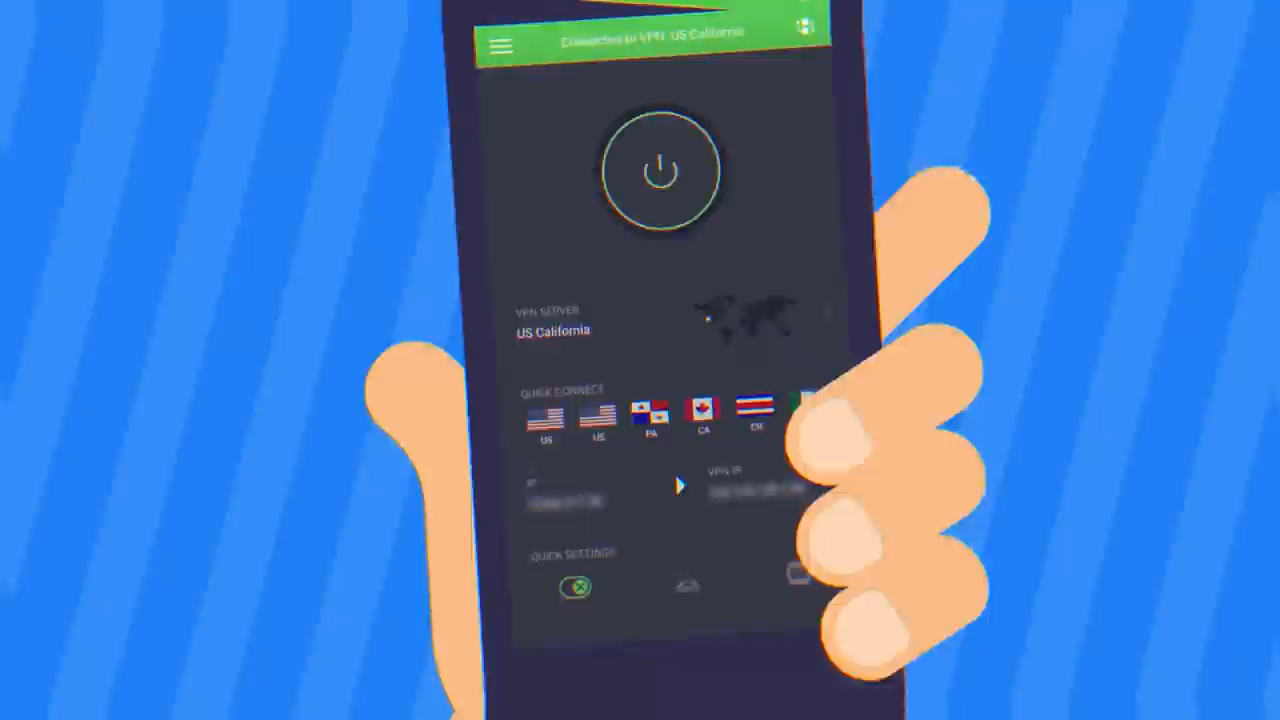 Connected to VPN US California
VPN SERVER
US California
QUICK CONNECT
US US PA CA
IP VPN IP
QUICK SETTINGS